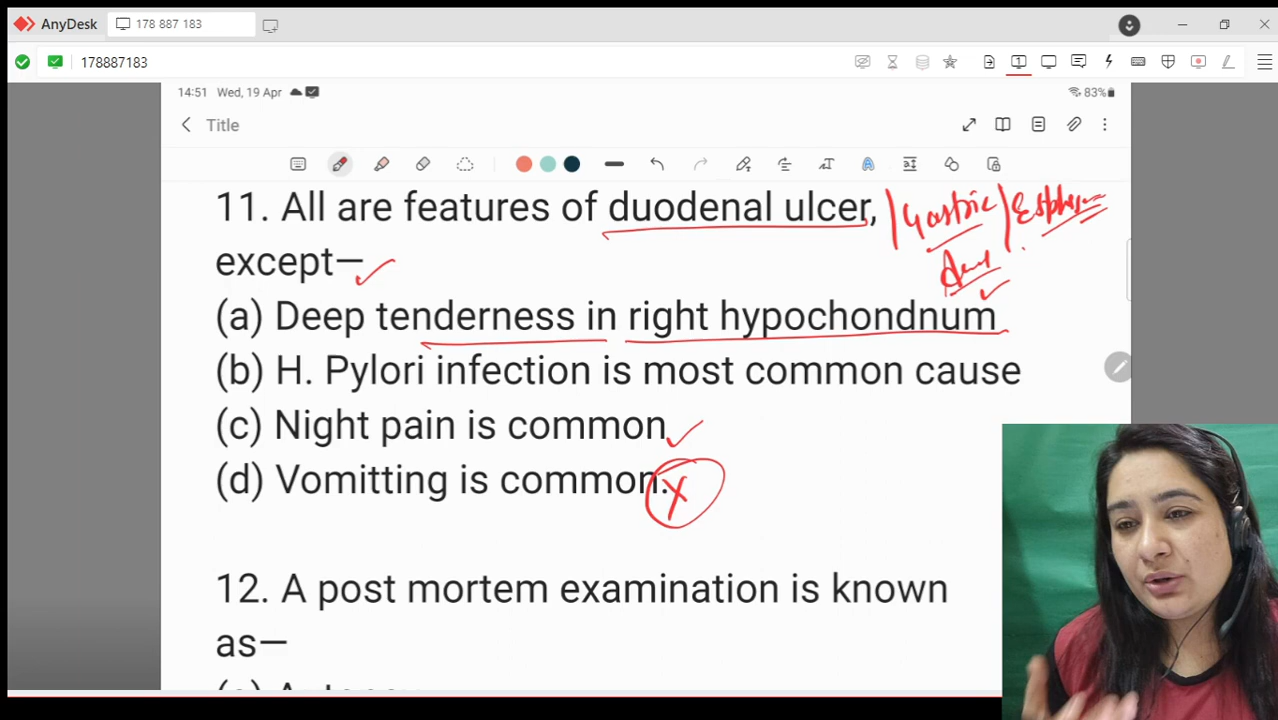 AnyDesk
178 887 183
178887183
14:51 Wed, 19 Apr
83%
Title
11. All are features of duodenal ulcer, / Gastric /
except—
(a) Deep tenderness in right hypochondnum
(b) H. Pylori infection is most common cause
(c) Night pain is common
(d) Vomitting is common.
X
12. A post mortem examination is known
as—